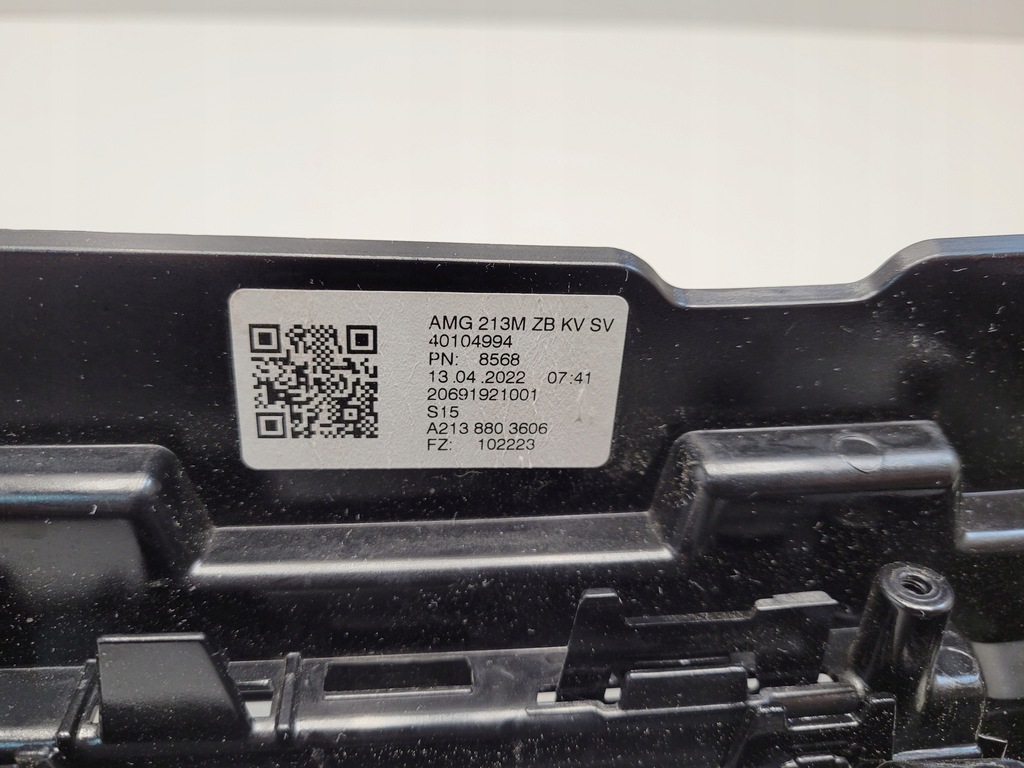 AMG 213M ZB KV SV
40104994
PN: 8568
13.04.2022 07:41
20691921001
S15
A213 880 3606
FZ: 102223